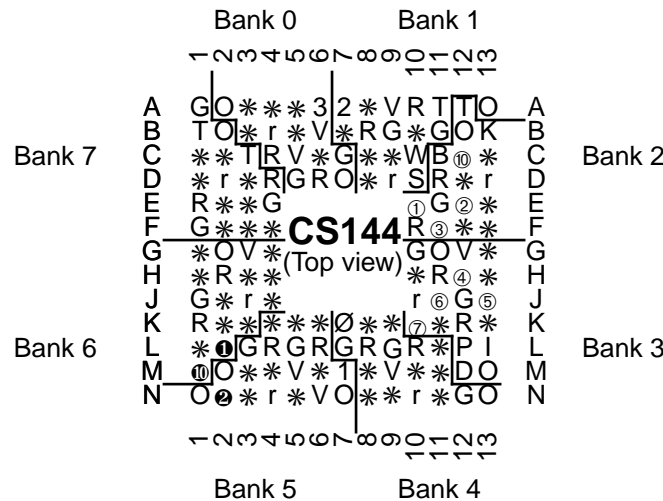 Bank 0 Bank 1
1 2 3 4 5 6 7 8 9 10 11 12 13
A G O * * * 3 2 * V R T T O A
B T O * r * V * R G * G O K B
Bank 7 C * * T R V * G * * W B ⑩ * C Bank 2
D * r * R G R O * r S R * r D
E R * * G ① G ② * E
F G * * * CS144 R ③ * * F
G * O V * (Top view) G O V * G
H * R * * * R ④ * H
J G * r * r ⑥ G ⑤ J
K R * * * * * Ø * * ⑦ * R * K
Bank 6 L * ❶ G R G R G R G R * P I L Bank 3
M ❿ O * * V * 1 * V * * D O M
N O ❷ * r * V O * * r * G O N
1 2 3 4 5 6 7 8 9 10 11 12 13
Bank 5 Bank 4